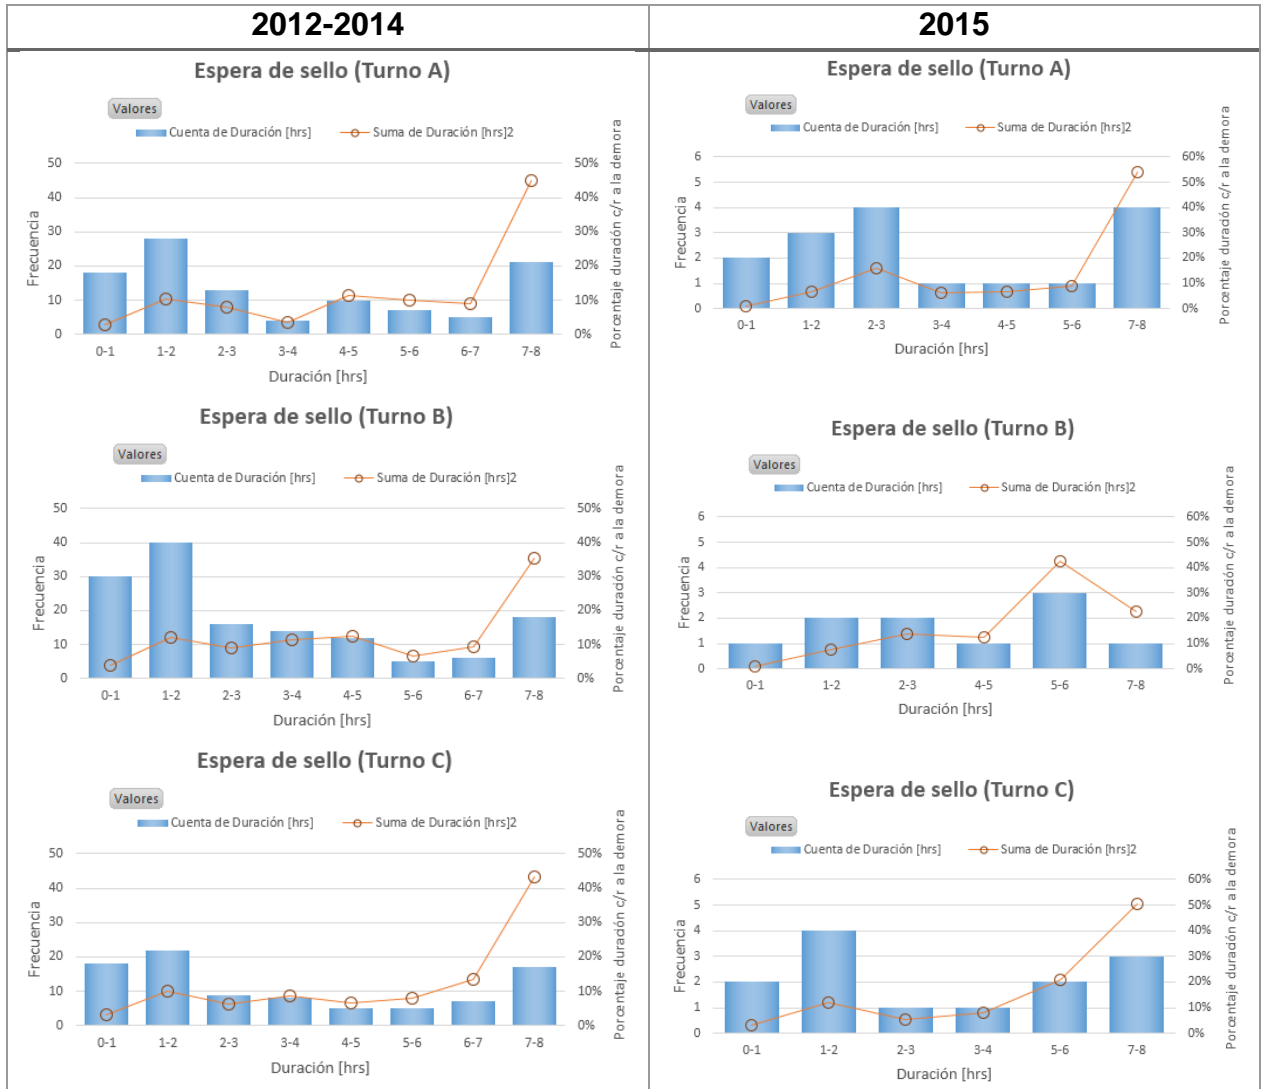 2012-2014
2015
Espera de sello (Turno A)
Valores
Cuenta de Duración [hrs]
Suma de Duración [hrs]2
Frecuencia
50
40
30
20
10
0
50%
40%
30%
20%
10%
0%
Porcentaje duración c/r a la demora
0-1 1-2 2-3 3-4 4-5 5-6 6-7 7-8
Duración [hrs]
Espera de sello (Turno B)
Valores
Cuenta de Duración [hrs]
Suma de Duración [hrs]2
Frecuencia
50
40
30
20
10
0
50%
40%
30%
20%
10%
0%
Porcentaje duración c/r a la demora
0-1 1-2 2-3 3-4 4-5 5-6 6-7 7-8
Duración [hrs]
Espera de sello (Turno C)
Valores
Cuenta de Duración [hrs]
Suma de Duración [hrs]2
Frecuencia
50
40
30
20
10
0
50%
40%
30%
20%
10%
0%
Porcentaje duración c/r a la demora
0-1 1-2 2-3 3-4 4-5 5-6 6-7 7-8
Duración [hrs]
Espera de sello (Turno A)
Valores
Cuenta de Duración [hrs]
Suma de Duración [hrs]2
Frecuencia
6
5
4
3
2
1
0
60%
50%
40%
30%
20%
10%
0%
Porcentaje duración c/r a la demora
0-1 1-2 2-3 3-4 4-5 5-6 7-8
Duración [hrs]
Espera de sello (Turno B)
Valores
Cuenta de Duración [hrs]
Suma de Duración [hrs]2
Frecuencia
6
5
4
3
2
1
0
60%
50%
40%
30%
20%
10%
0%
Porcentaje duración c/r a la demora
0-1 1-2 2-3 4-5 5-6 7-8
Duración [hrs]
Espera de sello (Turno C)
Valores
Cuenta de Duración [hrs]
Suma de Duración [hrs]2
Frecuencia
6
5
4
3
2
1
0
60%
50%
40%
30%
20%
10%
0%
Porcentaje duración c/r a la demora
0-1 1-2 2-3 3-4 5-6 7-8
Duración [hrs]